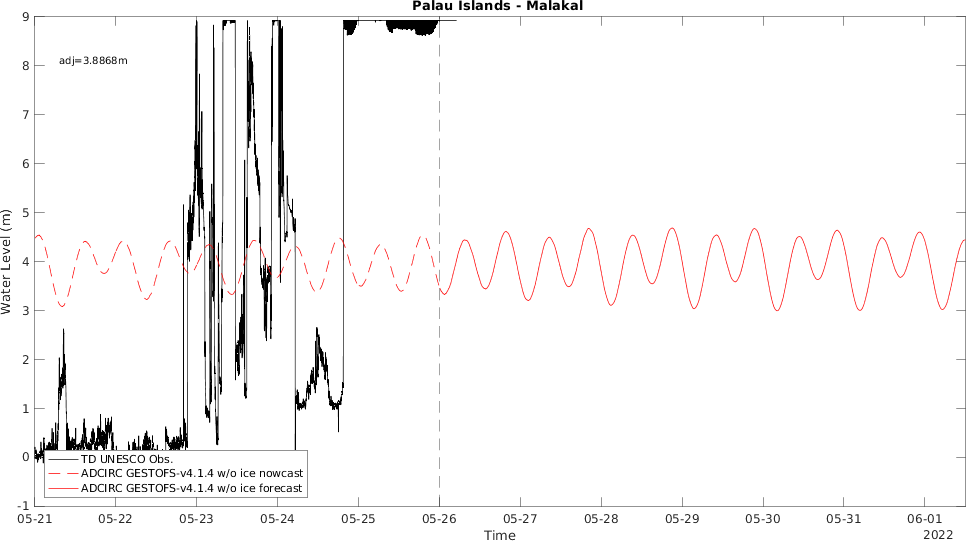 Palau Islands - Malakal
adj=3.8868m
Water Level (m)
9
8
7
6
5
4
3
2
1
0
-1
TD UNESCO Obs.
ADCIRC GESTOFS-v4.1.4 w/o ice nowcast
ADCIRC GESTOFS-v4.1.4 w/o ice forecast
05-21 05-22 05-23 05-24 05-25 05-26 05-27 05-28 05-29 05-30 05-31 06-01
Time
2022